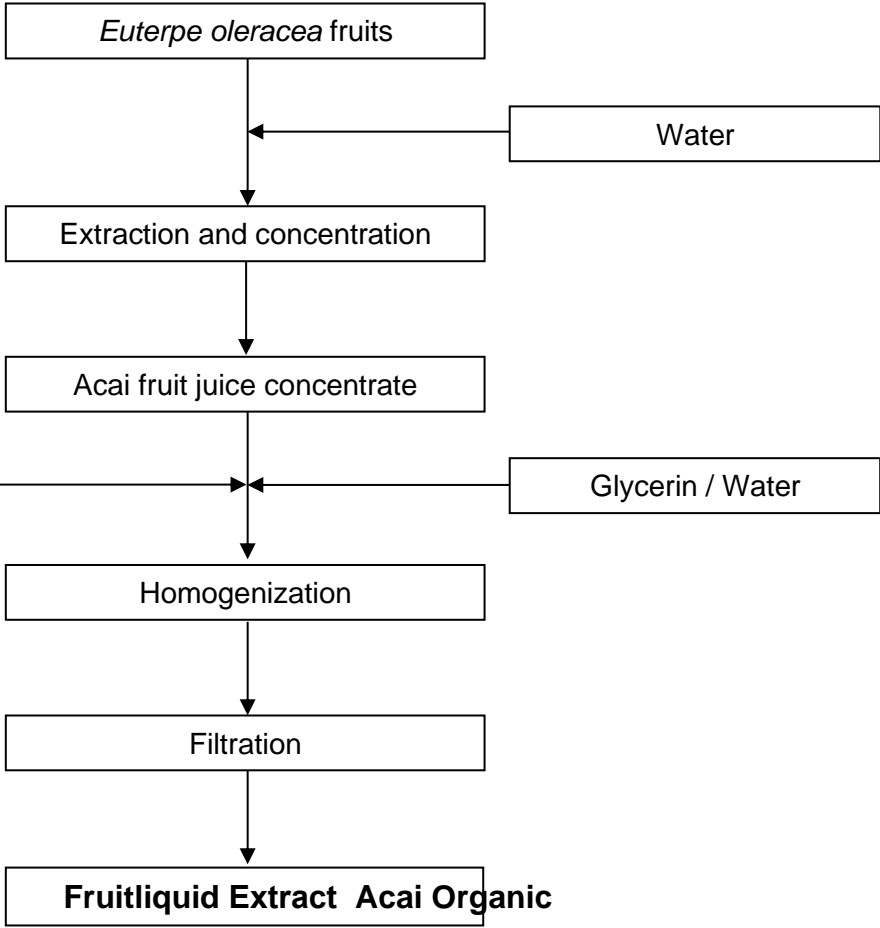 Euterpe oleracea fruits
Water
Extraction and concentration
Acai fruit juice concentrate
Glycerin / Water
Homogenization
Filtration
Fruitliquid Extract Acai Organic